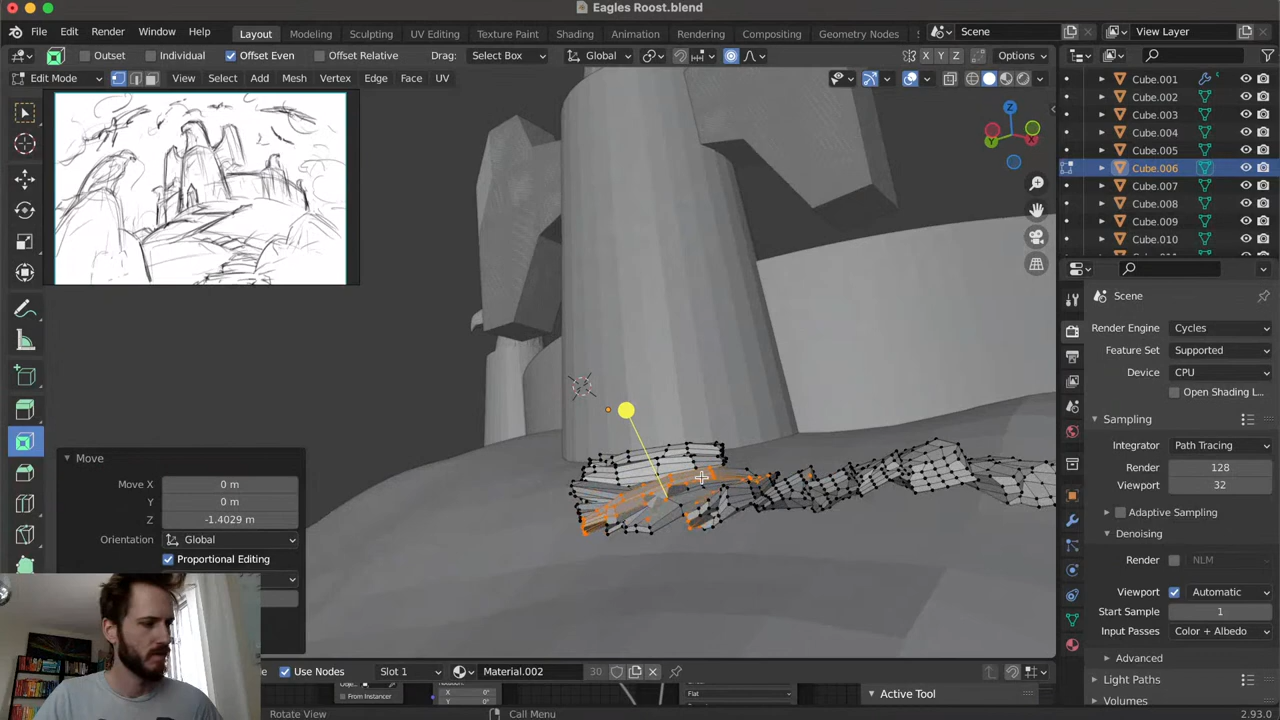 Eagles Roost.blend
File Edit Render Window Help
Layout Modeling Sculpting UV Editing Texture Paint Shading Animation Rendering Compositing Geometry Nodes
Scene View Layer
Outset Individual Offset Even Offset Relative Drag: Select Box Global X Y Z Options
Edit Mode View Select Add Mesh Vertex Edge Face UV
Cube.001
Cube.002
Cube.003
Cube.004
Cube.005
Cube.006
Cube.007
Cube.008
Cube.009
Cube.010
Z
X
Y
Scene
Render Engine Cycles
Feature Set Supported
Device CPU
Open Shading L...
Sampling
Integrator Path Tracing
Render 128
Viewport 32
Adaptive Sampling
Denoising
Render NLM
Viewport Automatic
Start Sample 1
Input Passes Color + Albedo
Advanced
Light Paths
Volumes
Move
Move X 0 m
Y 0 m
Z -1.4029 m
Orientation Global
Proportional Editing
Use Nodes Slot 1 Material.002 30
From Instancer
X 0°
Y 0°
Flat
Active Tool
Rotate View Call Menu 2.93.0